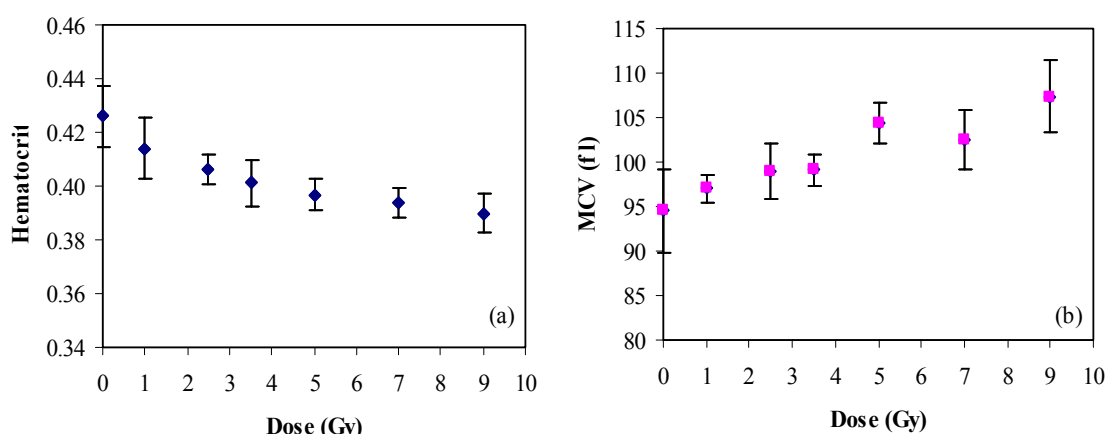 0.46
0.44
0.42
0.40
0.38
0.36
0.34
Hematocrit
(a)
0 1 2 3 4 5 6 7 8 9 10
Dose (Gy)
115
110
105
100
95
90
85
80
MCV (fl)
(b)
0 1 2 3 4 5 6 7 8 9 10
Dose (Gy)